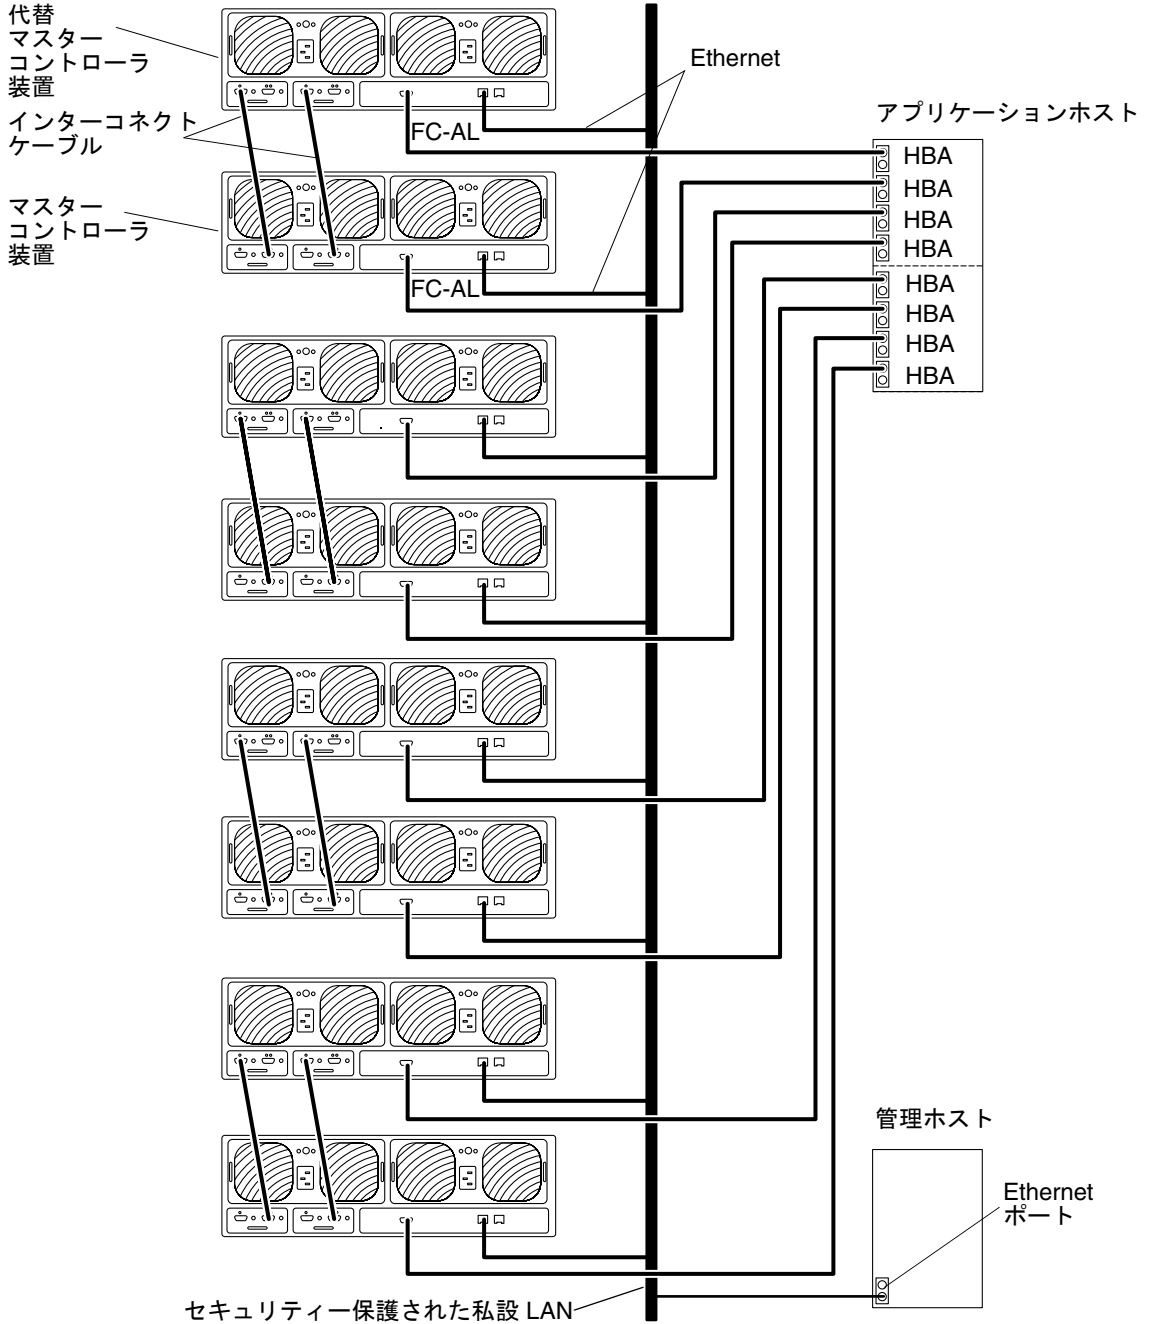 代替
マスター
コントローラ
装置
インターコネクト
ケーブル
マスター
コントローラ
装置
FC-AL
FC-AL
Ethernet
アプリケーションホスト
HBA
HBA
HBA
HBA
HBA
HBA
HBA
HBA
管理ホスト
Ethernet
ポート
セキュリティー保護された私設 LAN